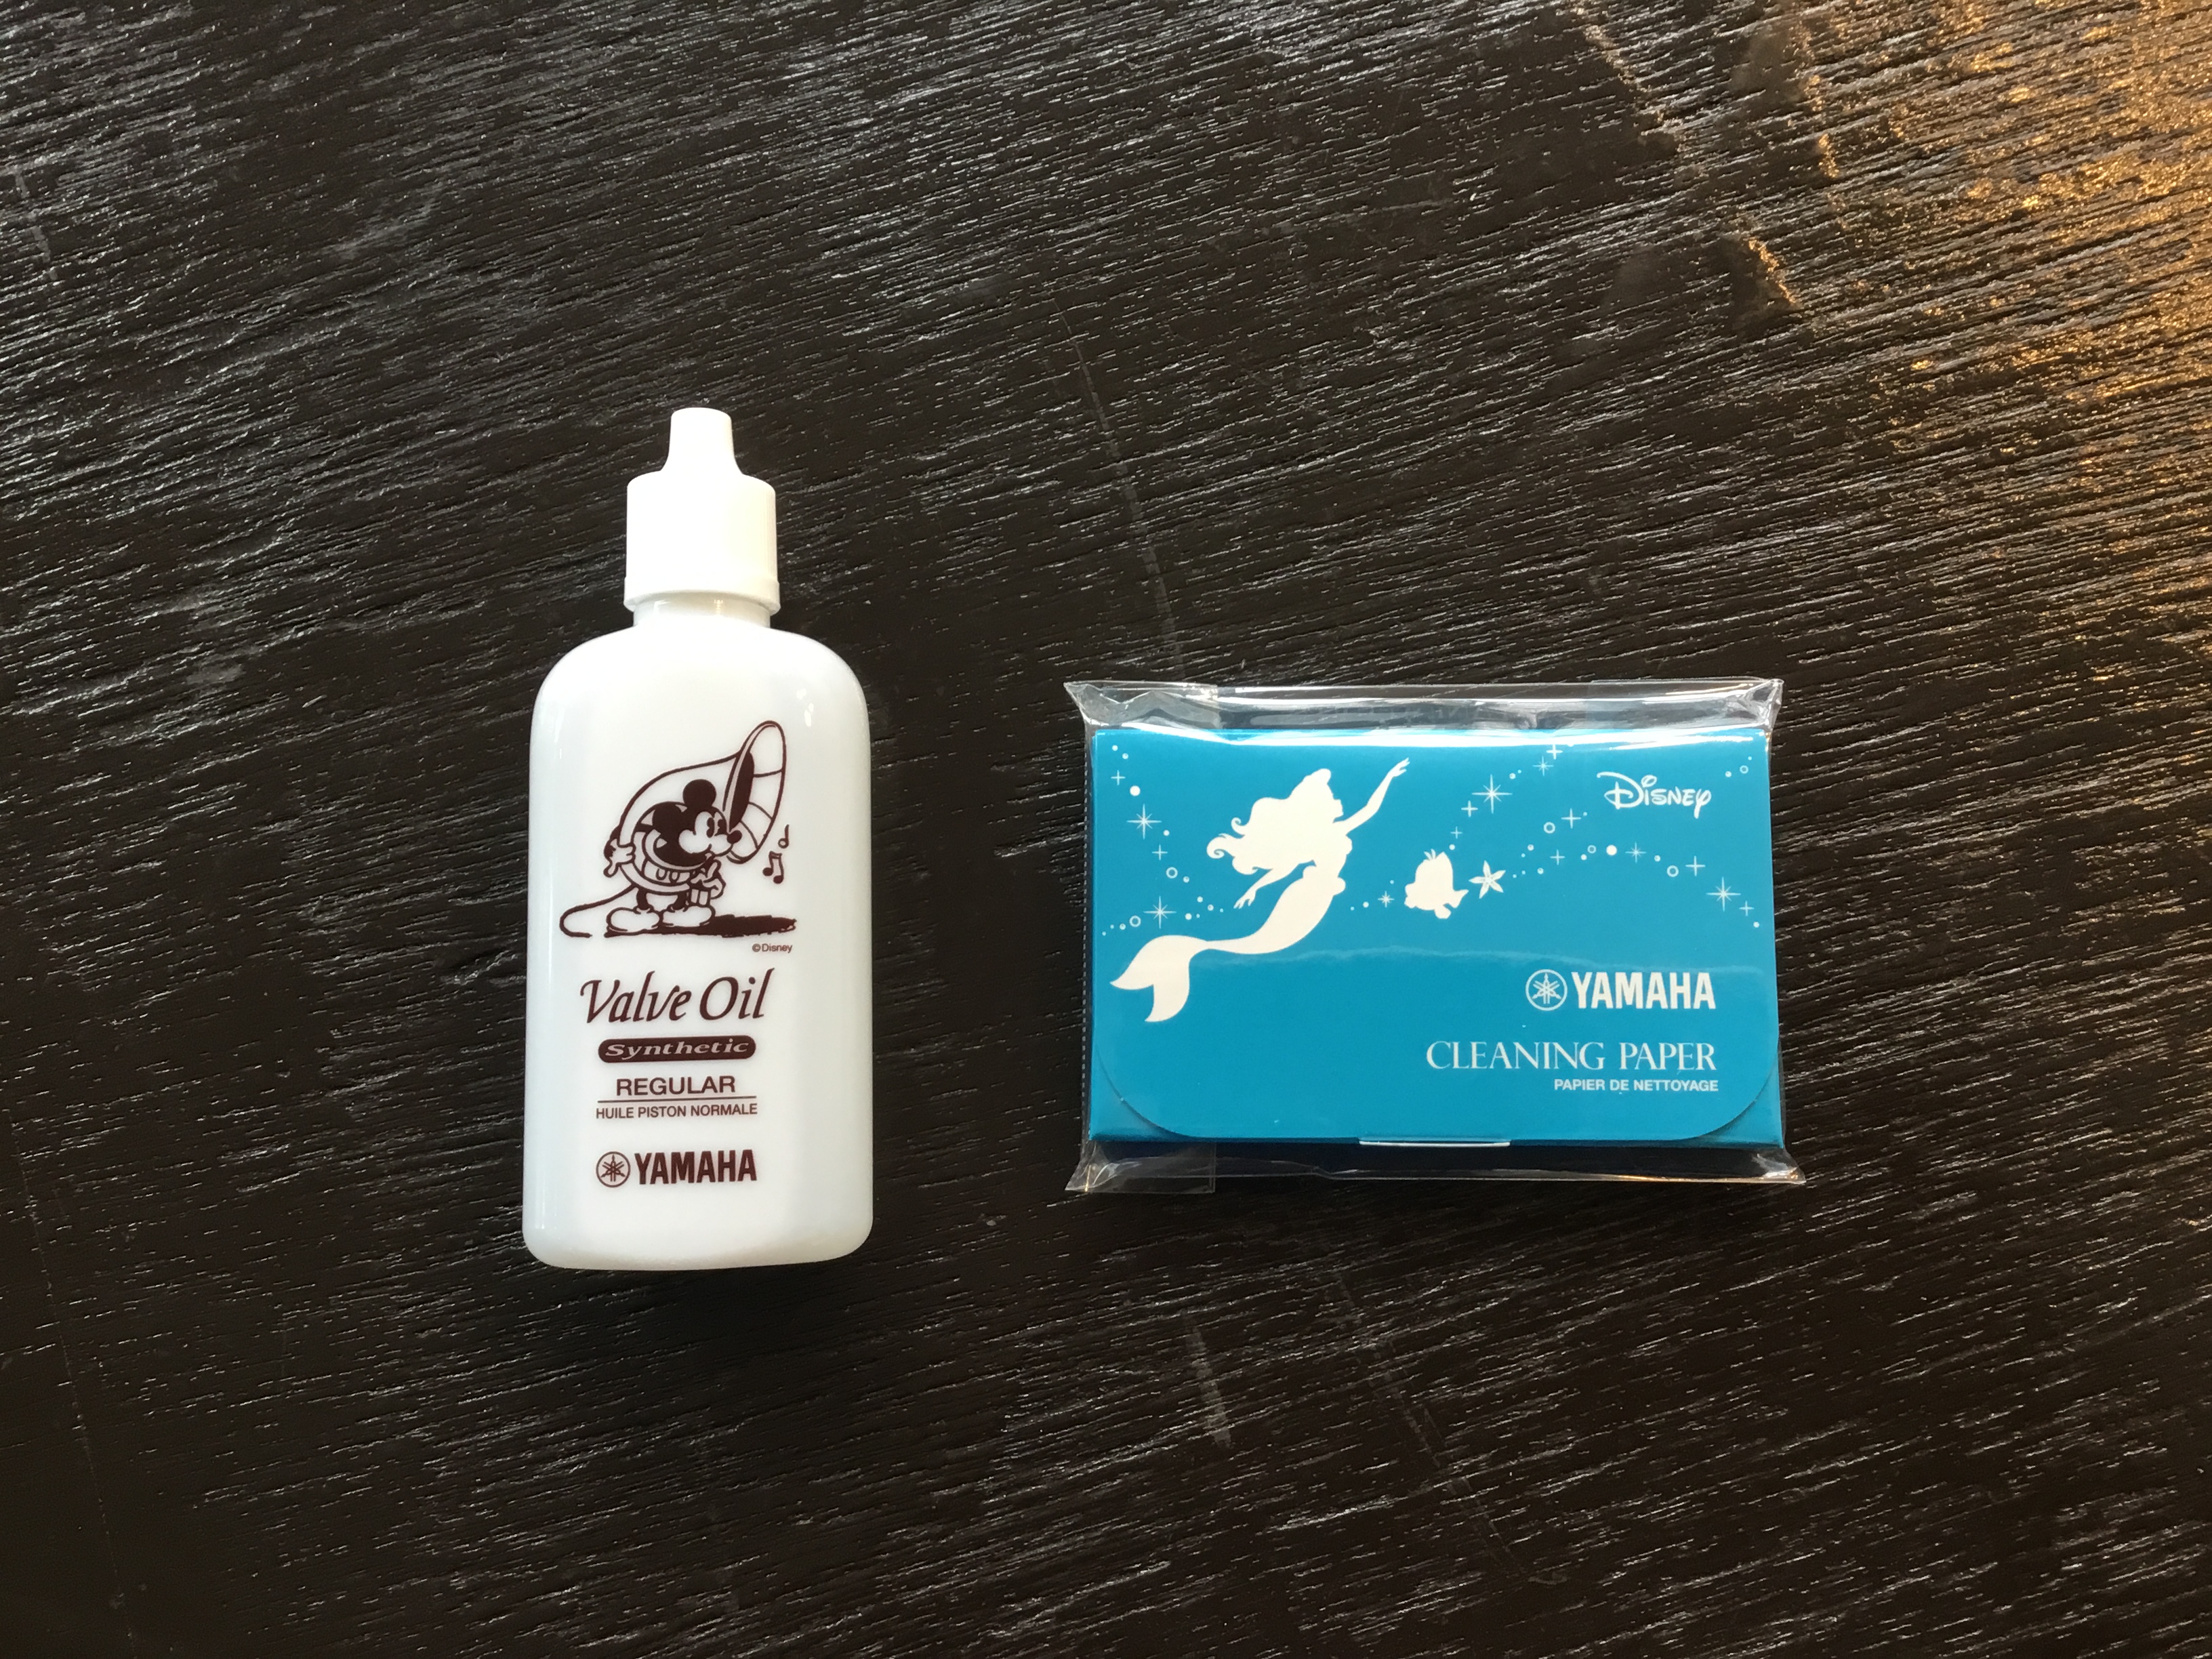 ©Disney
Valve Oil
Synthetic
REGULAR
HUILE PISTON NORMALE
YAMAHA
Disney
YAMAHA
CLEANING PAPER
PAPIER DE NETTOYAGE